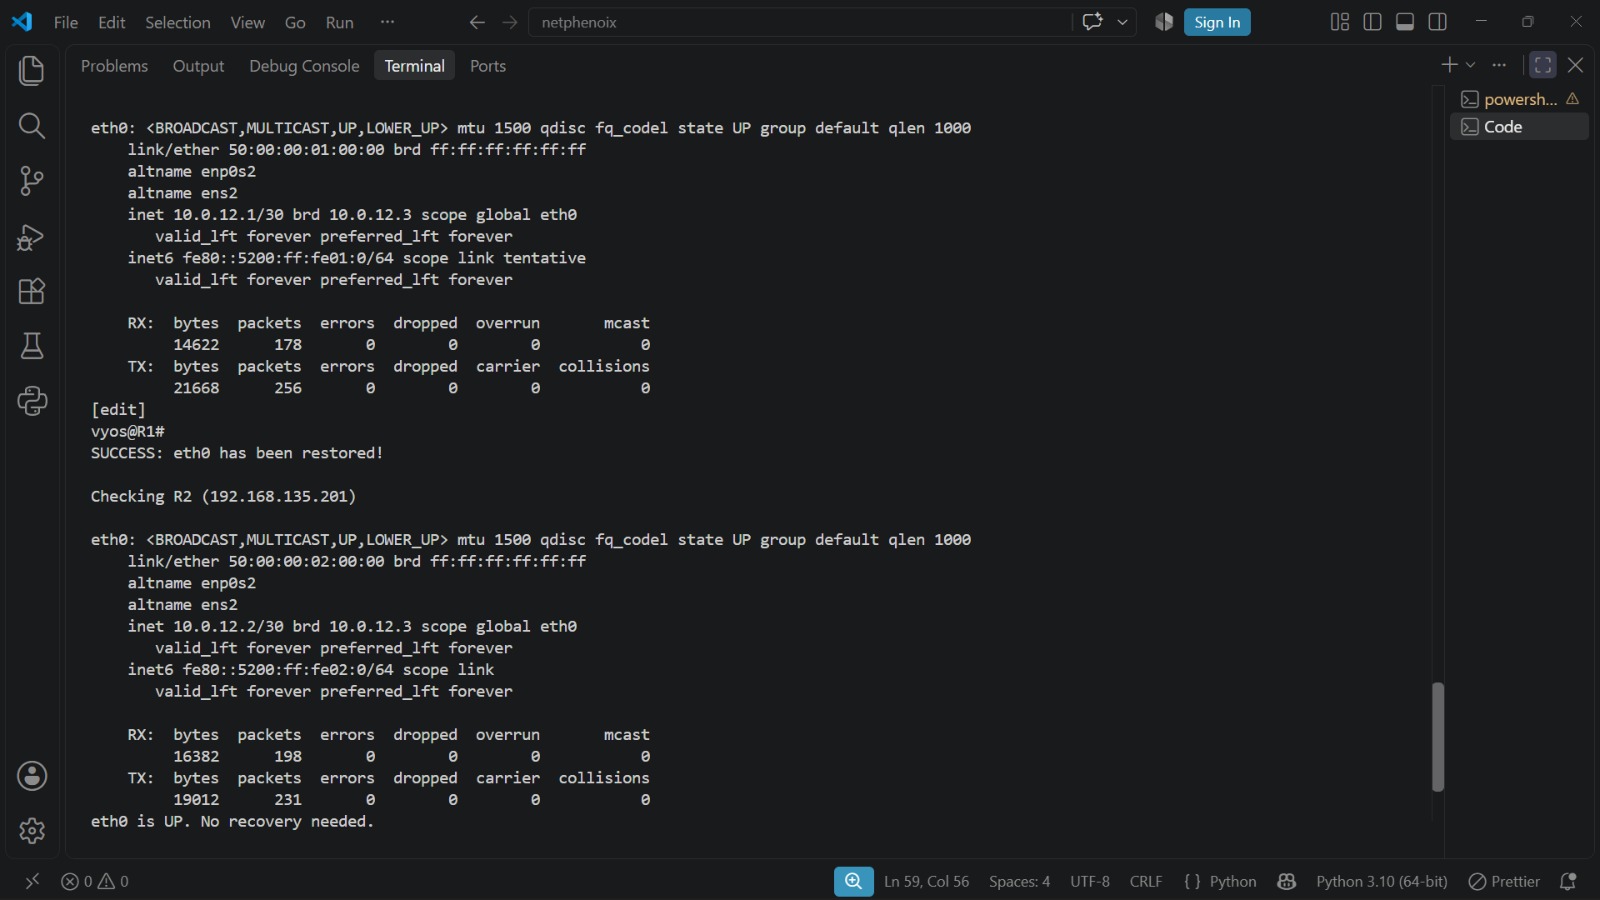 File Edit Selection View Go Run ··· netphenoix Sign In
Problems Output Debug Console Terminal Ports
powersh...
Code
eth0: <BROADCAST,MULTICAST,UP,LOWER_UP> mtu 1500 qdisc fq_codel state UP group default qlen 1000
    link/ether 50:00:00:01:00:00 brd ff:ff:ff:ff:ff:ff
    altname enp0s2
    altname ens2
    inet 10.0.12.1/30 brd 10.0.12.3 scope global eth0
       valid_lft forever preferred_lft forever
    inet6 fe80::5200:ff:fe01:0/64 scope link tentative
       valid_lft forever preferred_lft forever
    RX:  bytes  packets  errors  dropped  overrun       mcast
         14622      178       0        0        0           0
    TX:  bytes  packets  errors  dropped  carrier  collisions
         21668      256       0        0        0           0
[edit]
vyos@R1#
SUCCESS: eth0 has been restored!
Checking R2 (192.168.135.201)
eth0: <BROADCAST,MULTICAST,UP,LOWER_UP> mtu 1500 qdisc fq_codel state UP group default qlen 1000
    link/ether 50:00:00:02:00:00 brd ff:ff:ff:ff:ff:ff
    altname enp0s2
    altname ens2
    inet 10.0.12.2/30 brd 10.0.12.3 scope global eth0
       valid_lft forever preferred_lft forever
    inet6 fe80::5200:ff:fe02:0/64 scope link
       valid_lft forever preferred_lft forever
    RX:  bytes  packets  errors  dropped  overrun       mcast
         16382      198       0        0        0           0
    TX:  bytes  packets  errors  dropped  carrier  collisions
         19012      231       0        0        0           0
eth0 is UP. No recovery needed.
0 0 Ln 59, Col 56 Spaces: 4 UTF-8 CRLF { } Python Python 3.10 (64-bit) Prettier